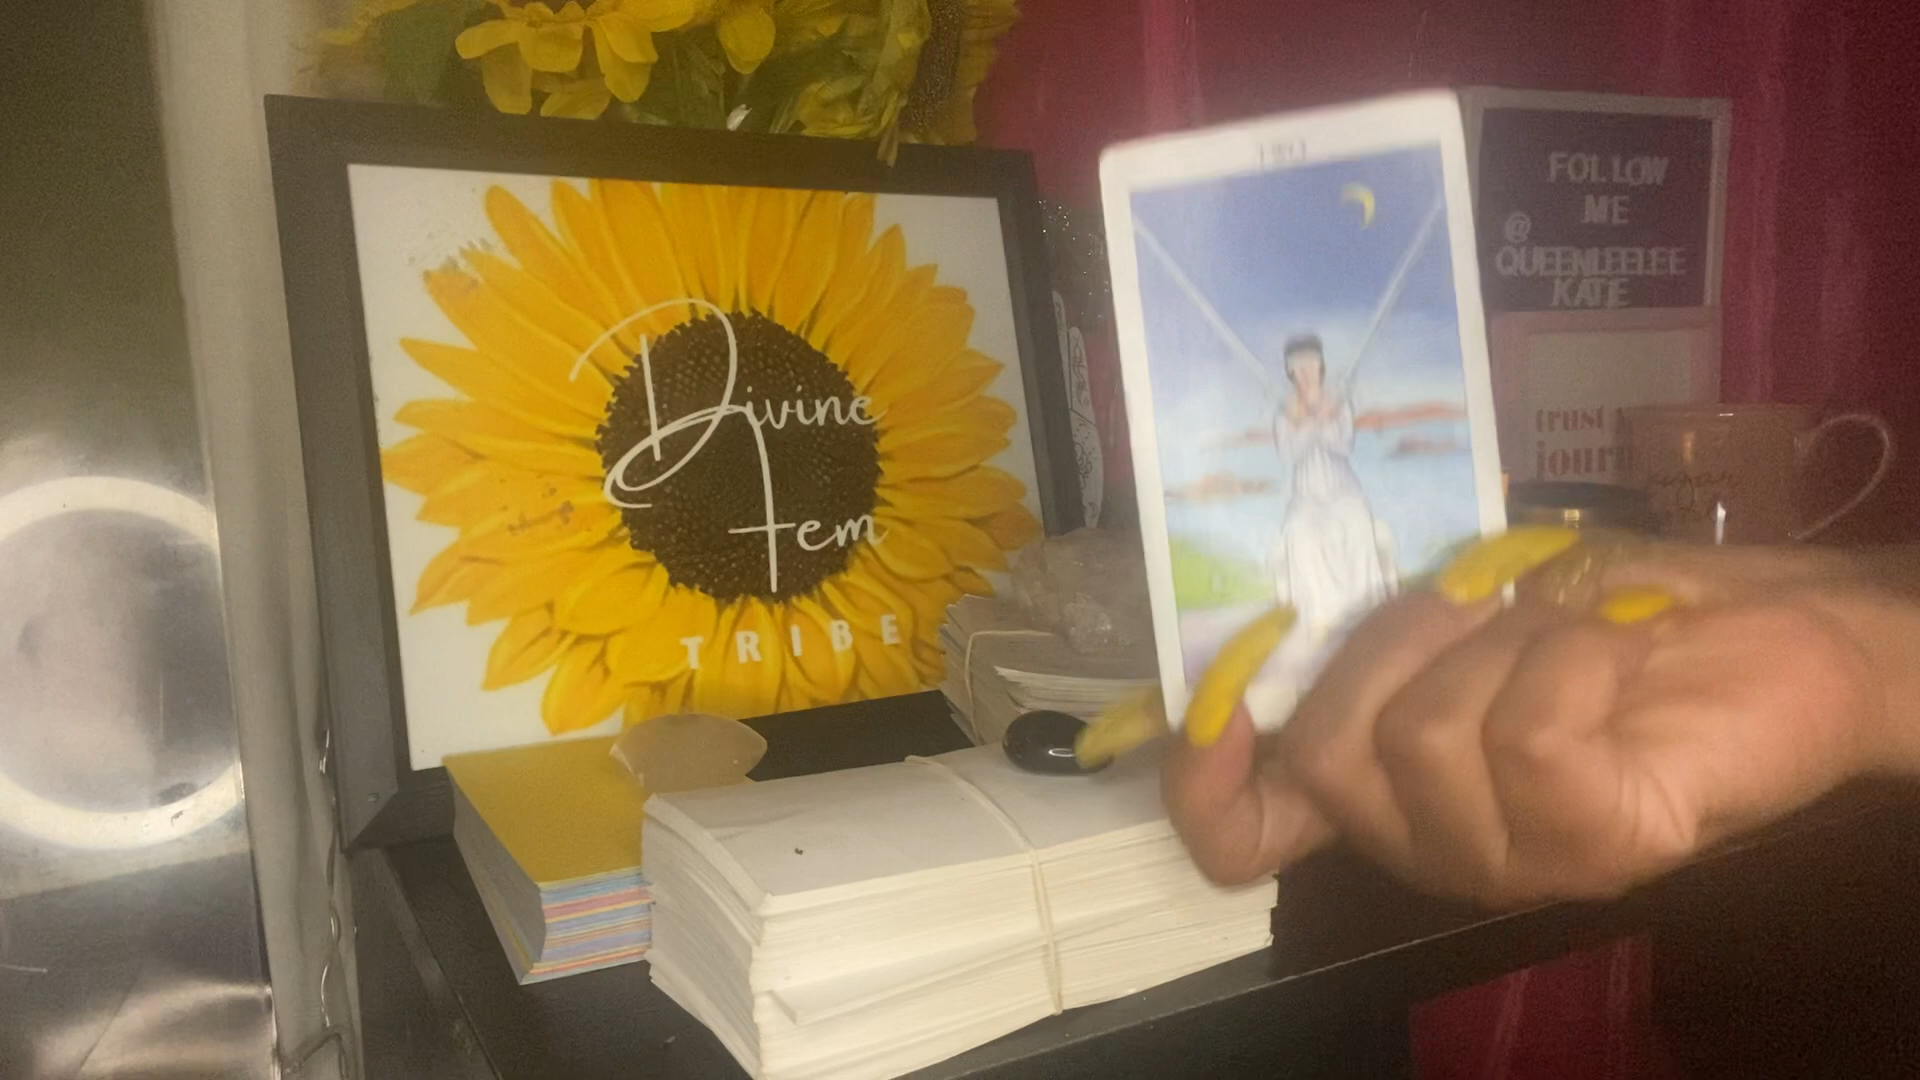 Divine
Fem
TRIBE
FOLLOW
ME
@
QUEENLEELEE
KATIE
trust